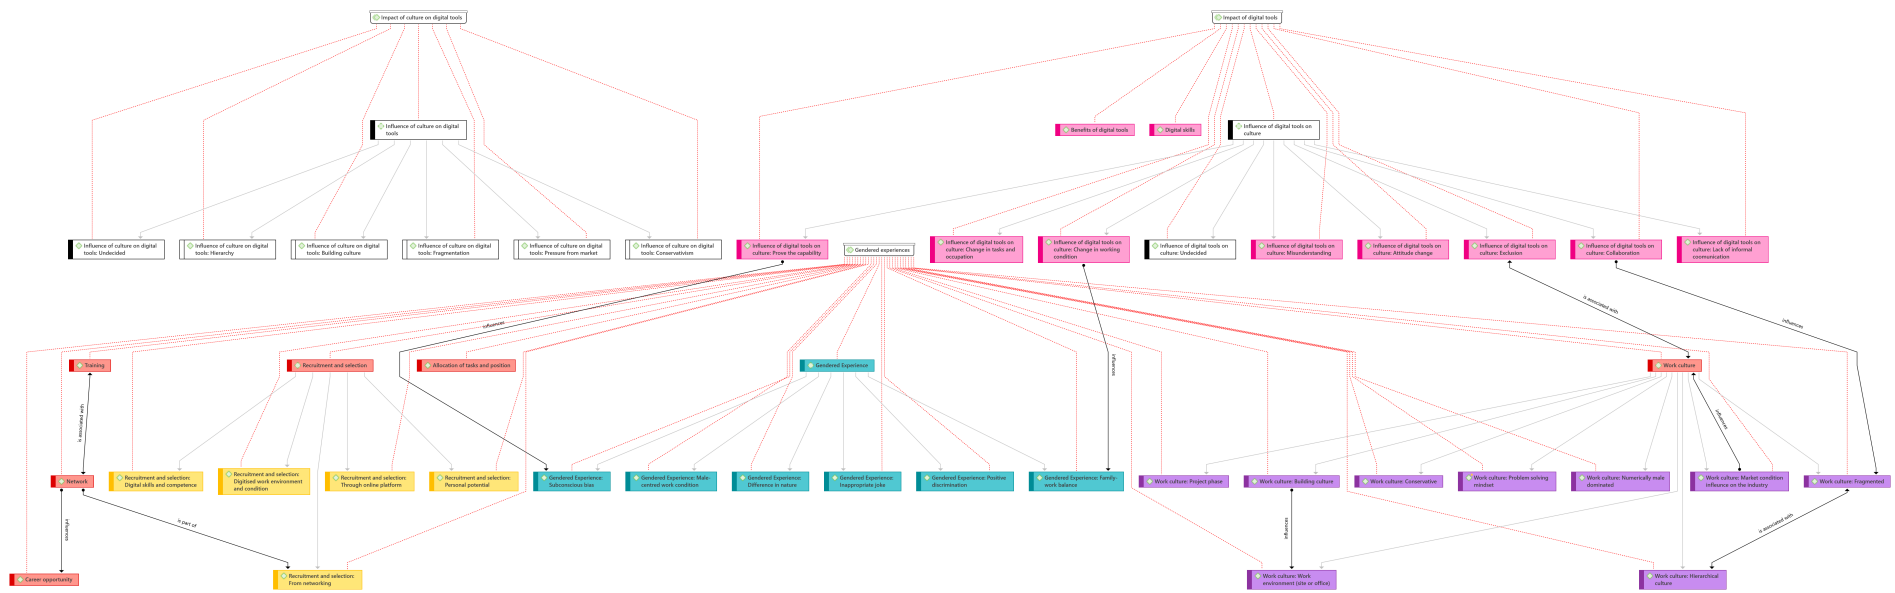 Impact of culture on digital tools
Impact of digital tools
Influence of culture on digital
tools
Benefits of digital tools
Digital skills
Influence of digital tools on
culture
Influence of culture on digital
tools: Undecided
Influence of culture on digital
tools: Hierarchy
Influence of culture on digital
tools: Building culture
Influence of culture on digital
tools: Fragmentation
Influence of culture on digital
tools: Pressure from market
Influence of culture on digital
tools: Conservativism
Influence of digital tools on
culture: Prove the capability
Gendered experiences
Influence of digital tools on
culture: Change in tasks and
occupation
Influence of digital tools on
culture: Change in working
condition
Influence of digital tools on
culture: Undecided
Influence of digital tools on
culture: Misunderstanding
Influence of digital tools on
culture: Attitude change
Influence of digital tools on
culture: Exclusion
Influence of digital tools on
culture: Collaboration
Influence of digital tools on
culture: Lack of informal
coomunication
is associated with
influences
influences
influences
Training
Recruitment and selection
Allocation of tasks and position
Gendered Experience
Work culture
is associated with
influences
Network
Recruitment and selection:
Digital skills and competence
Recruitment and selection:
Digitised work environment
and condition
Recruitment and selection:
Through online platform
Recruitment and selection:
Personal potential
Gendered Experience:
Subconscious bias
Gendered Experience: Male-
centred work condition
Gendered Experience:
Difference in nature
Gendered Experience:
Inappropriate joke
Gendered Experience: Positive
discrimination
Gendered Experience: Femily-
work balance
Work culture: Project phase
Work culture: Building culture
Work culture: Conservative
Work culture: Problem solving
mindset
Work culture: Numerically male
dominated
Work culture: Market condition
influence on the industry
Work culture: Fragmented
influences
is part of
influences
is associated with
Career opportunity
Recruitment and selection:
From networking
Work culture: Work
environment (site or office)
Work culture: Hierarchical
culture